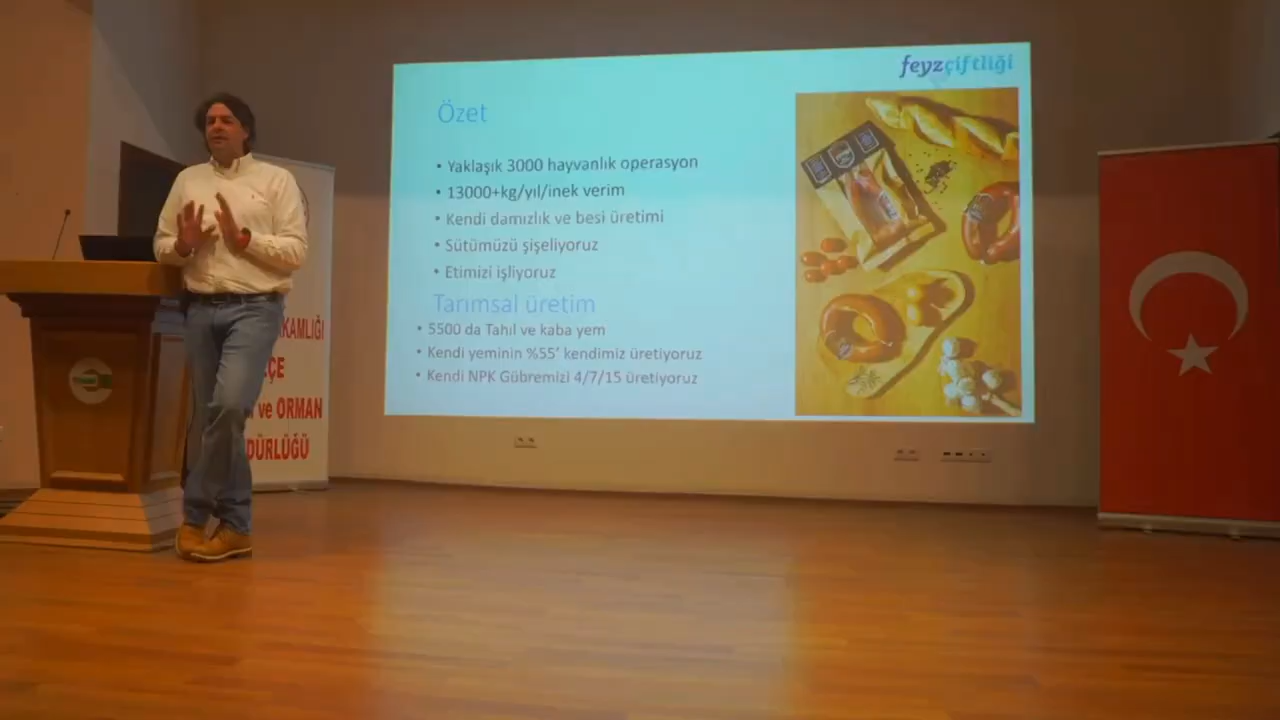 feyzçiftliği
Özet
• Yaklaşık 3000 hayvanlık operasyon
• 13000+kg/yıl/inek verim
• Kendi damızlık ve besi üretimi
• Sütümüzü şişeliyoruz
• Etimizi işliyoruz
Tarımsal üretim
• 5500 da Tahıl ve kaba yem
• Kendi yeminin %55' kendimiz üretiyoruz
• Kendi NPK Gübremizi 4/7/15 üretiyoruz
KAMLIĞI
ÇE
ve ORMAN
DÜRLÜĞÜ